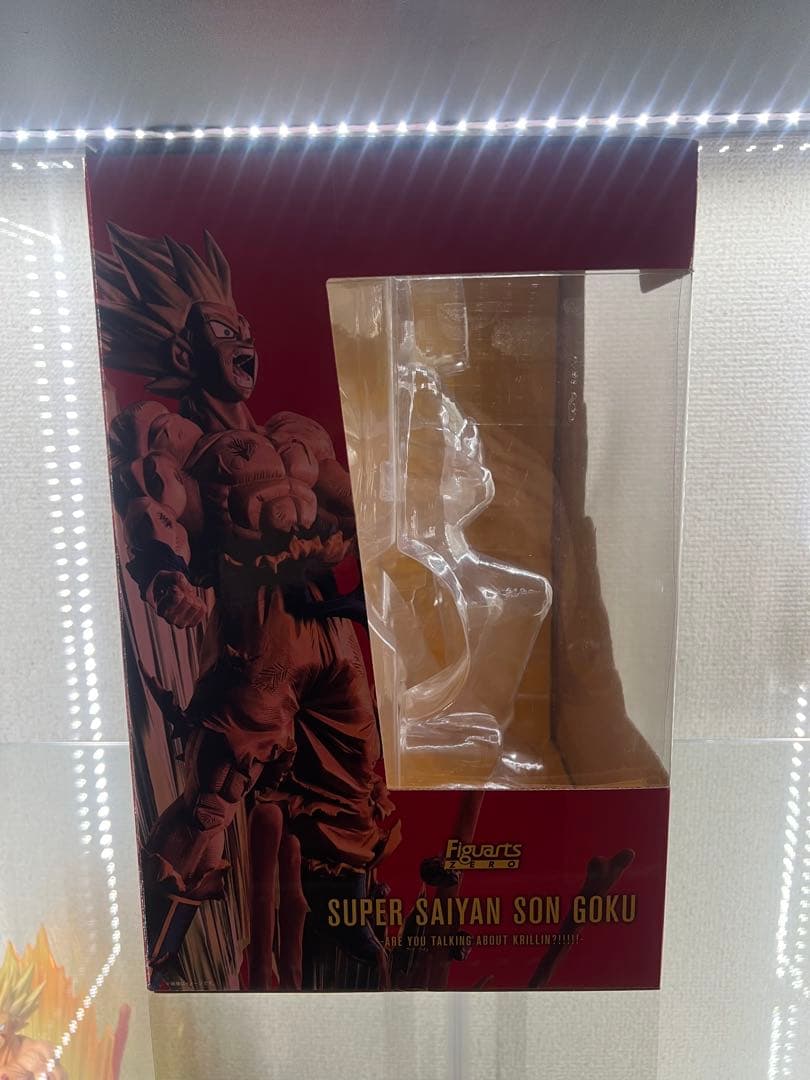 Figuarts
ZERO
SUPER SAIYAN SON GOKU
-ARE YOU TALKING ABOUT KRILLIN?!!!!!-